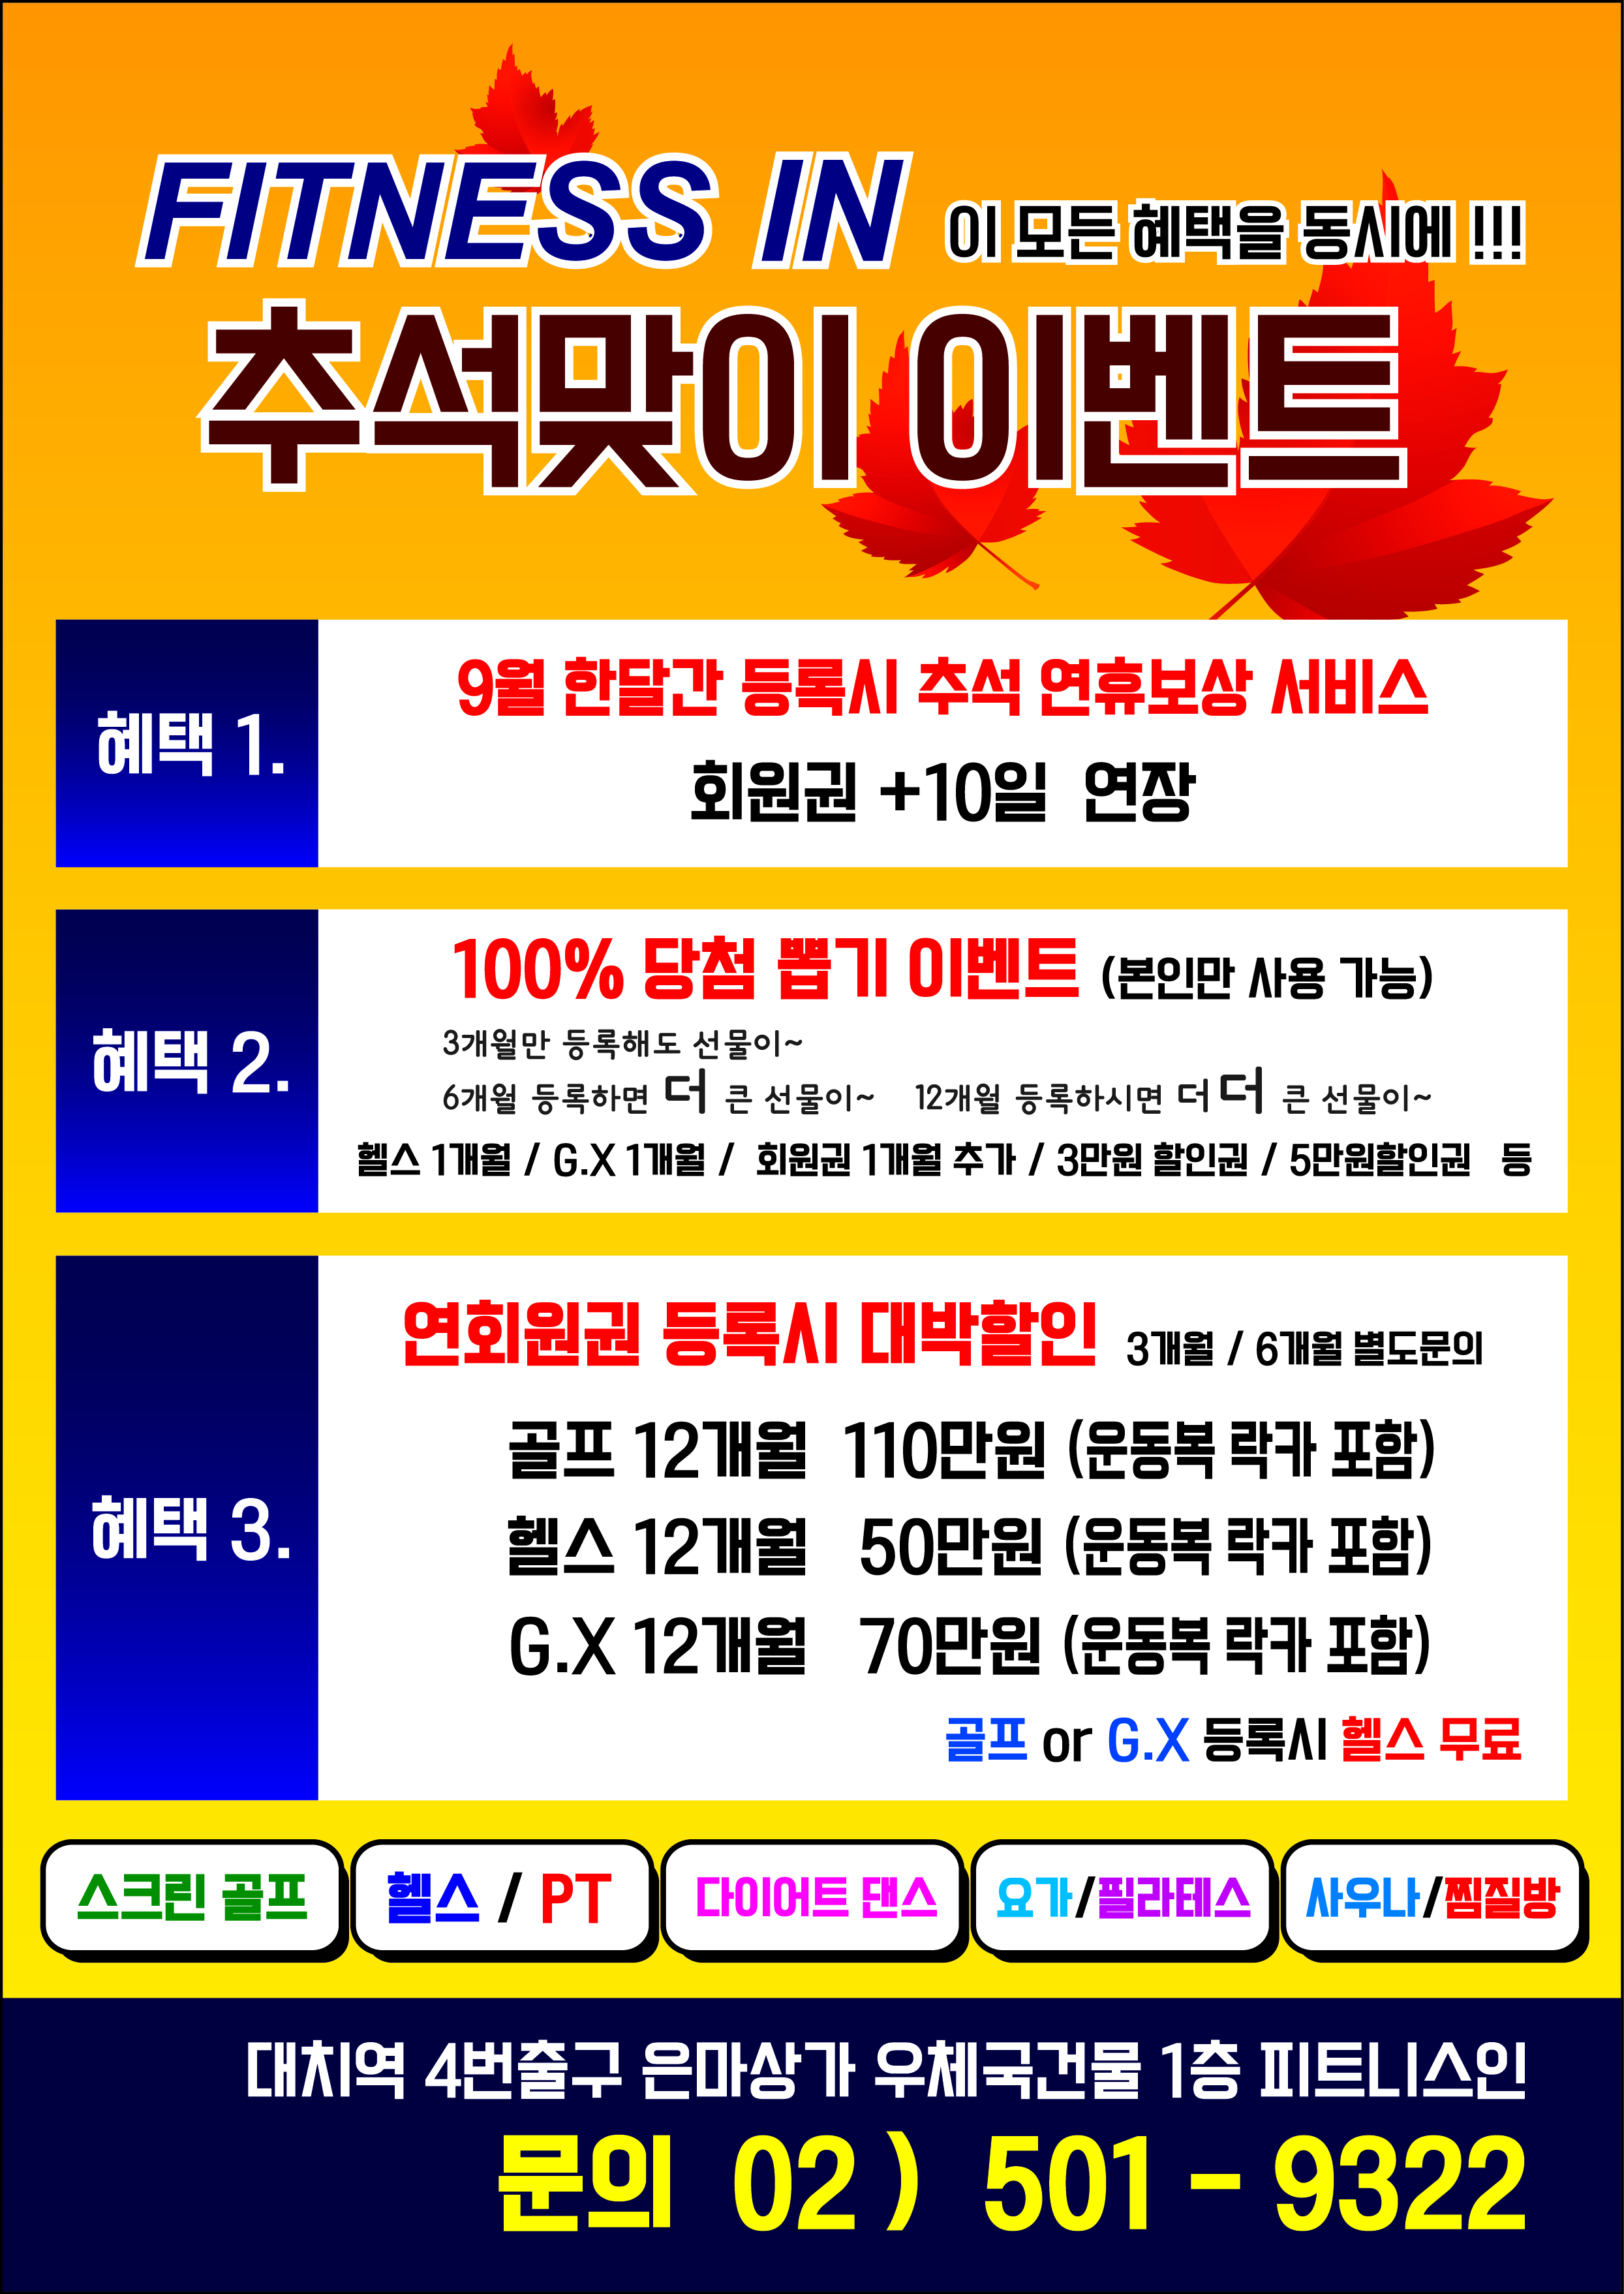 FITNESS IN 이 모든 혜택을 동시에 !!!
추석맞이 이벤트
혜택 1.
9월 한달간 등록시 추석 연휴보상 서비스
회원권 +10일 연장
혜택 2.
100% 당첨 뽑기 이벤트 (본인만 사용 가능)
3개월만 등록해도 선물이~
6개월 등록하면 더 큰 선물이~ 12개월 등록하시면 더 더 큰 선물이~
헬스 1개월 / G.X 1개월 / 회원권 1개월 추가 / 3만원 할인권 / 5만원할인권 등
혜택 3.
연회원권 등록시 대박할인 3개월 / 6개월 별도문의
골프 12개월 110만원 (운동복 락카 포함)
헬스 12개월 50만원 (운동복 락카 포함)
G.X 12개월 70만원 (운동복 락카 포함)
골프 or G.X 등록시 헬스 무료
스크린 골프
헬스 / PT
다이어트 댄스
요가/필라테스
사우나/찜질방
대치역 4번출구 은마상가 우체국건물 1층 피트니스인
문의 02 ) 501 - 9322